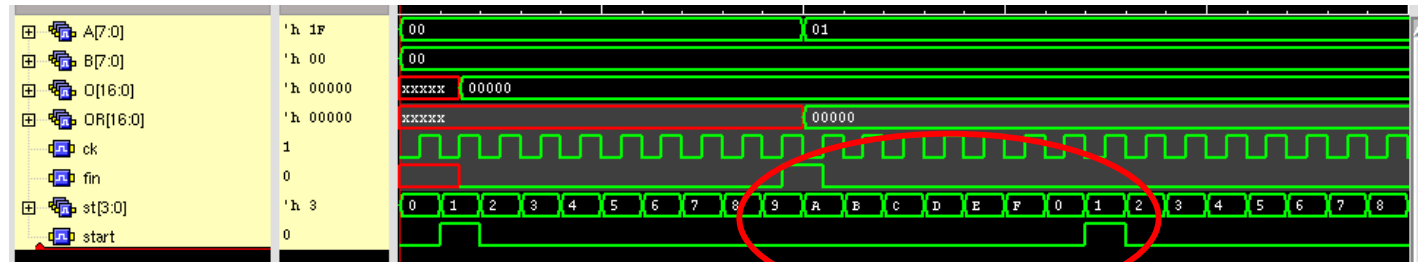 A[7:0] 'h 1F 00 01
B[7:0] 'h 00 00
O[16:0] 'h 00000 xxxxx 00000
OR[16:0] 'h 00000 xxxxx 00000
ck 1
fin 0
st[3:0] 'h 3 0 1 2 3 4 5 6 7 8 9 A B C D E F 0 1 2 3 4 5 6 7 8
start 0